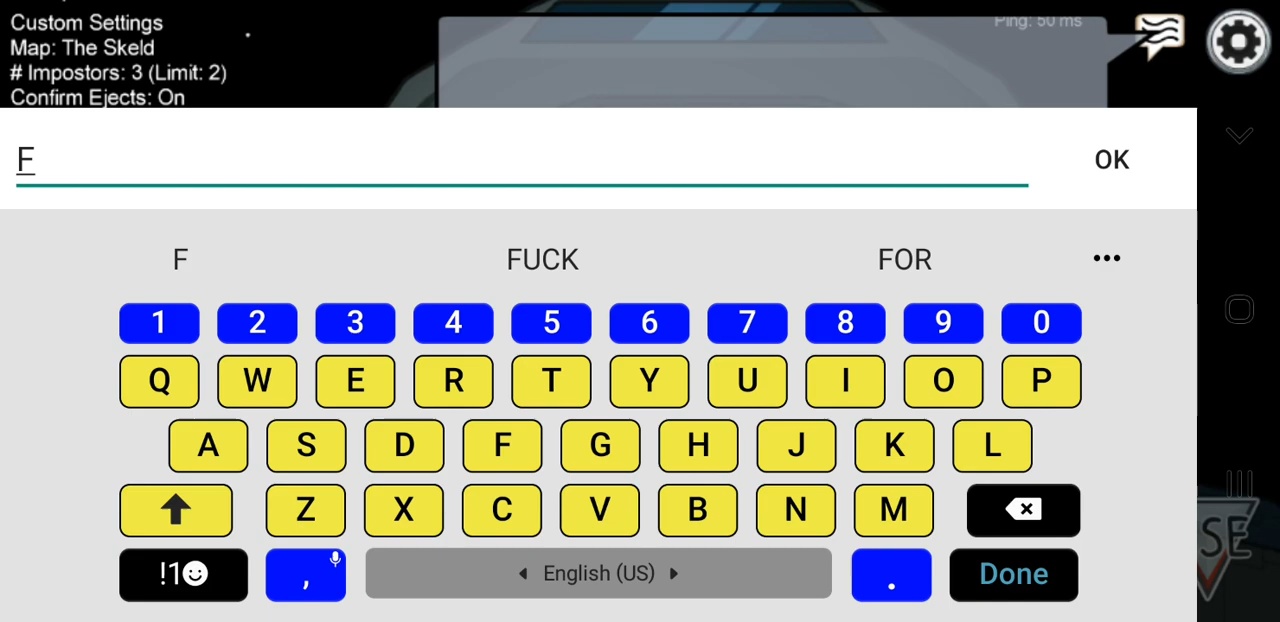 Custom Settings
Map: The Skeld
# Impostors: 3 (Limit: 2)
Confirm Ejects: On
Ping: 50 ms
F
OK
F FUCK FOR •••
1 2 3 4 5 6 7 8 9 0
Q W E R T Y U I O P
A S D F G H J K L
Z X C V B N M
!1☺ , English (US) . Done
SE